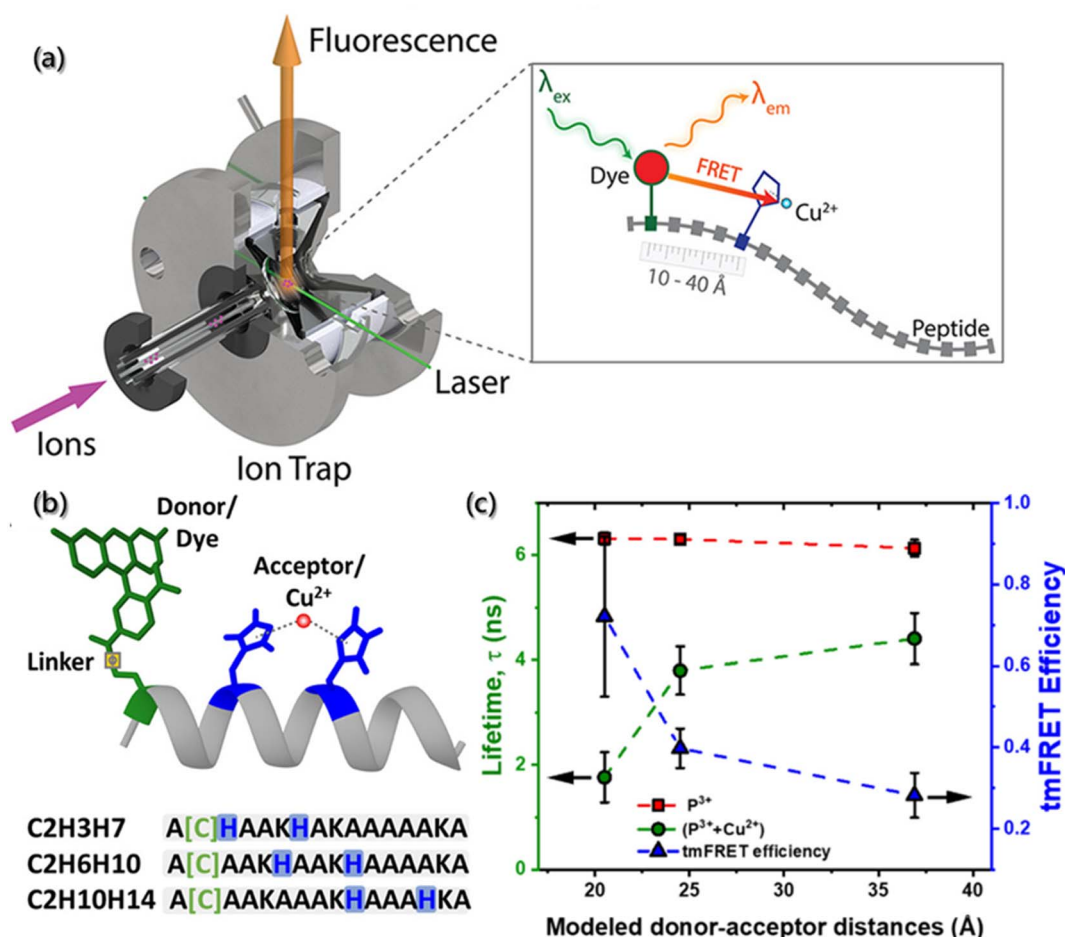 (a)
Fluorescence
Ions
Ion Trap
Laser
λex
λem
Dye
FRET
Cu2+
10 - 40 Å
Peptide
(b)
Donor/
Dye
Acceptor/
Cu2+
Linker
C2H3H7 A[C]HAAKHAKAAAAAKA
C2H6H10 A[C]AAKHAAKHAAAAKA
C2H10H14 A[C]AAKAAAKHAAAHKA
(c)
Lifetime, τ (ns)
6
4
2
0
1.0
0.8
0.6
0.4
0.2
tmFRET Efficiency
P3+
(P3++Cu2+)
tmFRET efficiency
20 25 30 35 40
Modeled donor-acceptor distances (Å)